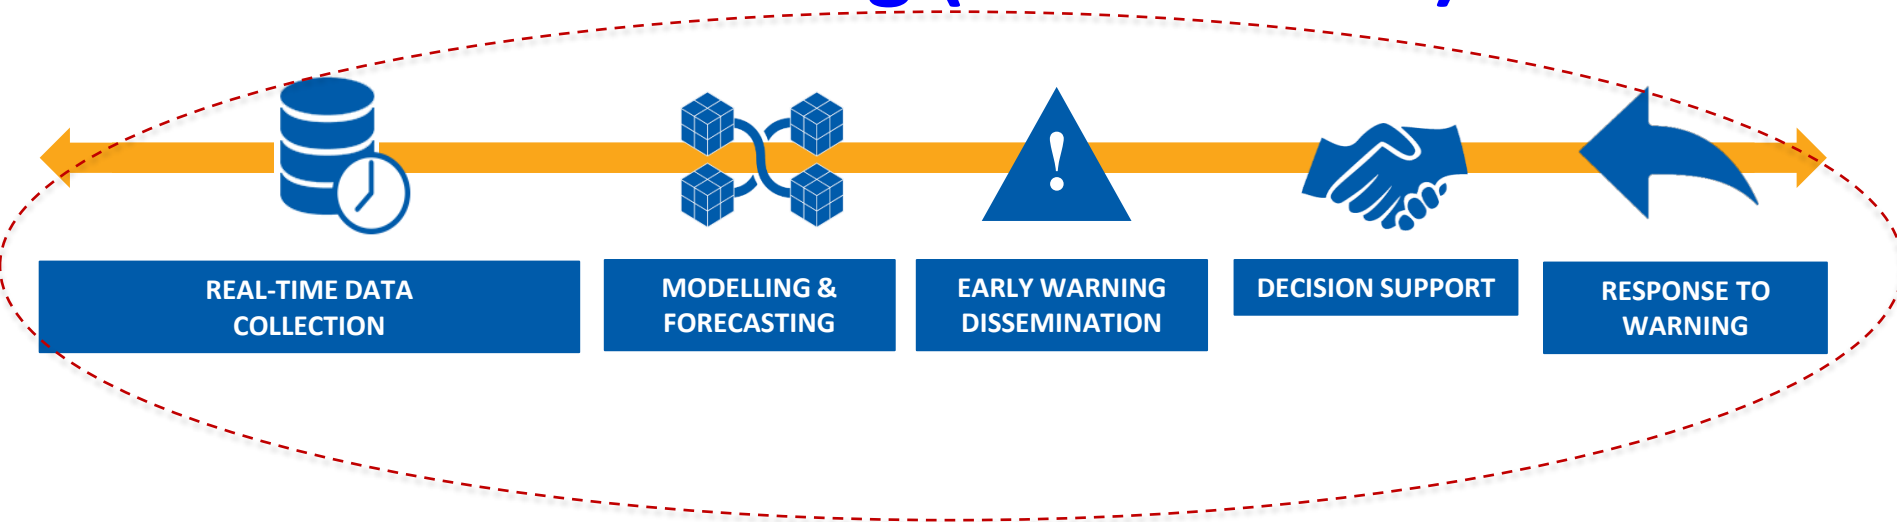 REAL-TIME DATA
COLLECTION
MODELLING &
FORECASTING
EARLY WARNING
DISSEMINATION
DECISION SUPPORT
RESPONSE TO
WARNING
!